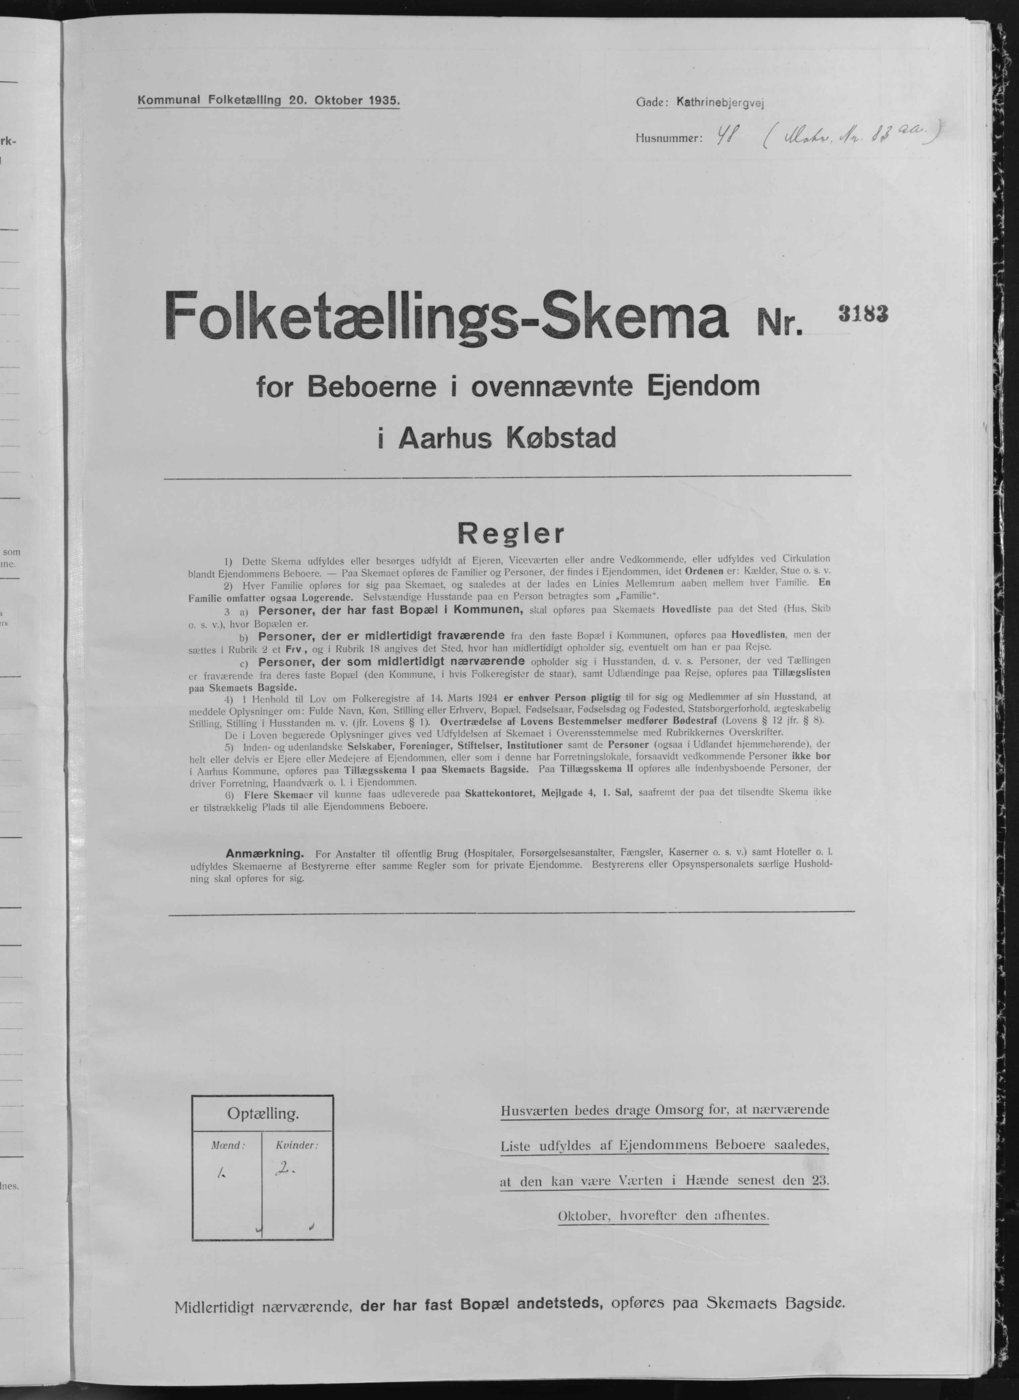 Kommunal Folketælling 20. Oktober 1935.
Gade: Kathrinebjergvej
Husnummer: 48 (Matr. Nr. 83 aa.)
Folketællings-Skema Nr. 3183
for Beboerne i ovennævnte Ejendom
i Aarhus Købstad
Regler
1) Dette Skema udfyldes eller besørges udfyldt af Ejeren, Viceværten eller andre Vedkommende, eller udfyldes ved Cirkulation
blandt Ejendommens Beboere. — Paa Skemaet opføres de Familier og Personer, der findes i Ejendommen, idet Ordenen er: Kælder, Stue o. s. v.
2) Hver Familie opføres for sig paa Skemaet, og saaledes at der lades en Linies Mellemrum aaben mellem hver Familie. En
Familie omfatter ogsaa Logerende. Selvstændige Husstande paa en Person betragtes som „Familie“.
3 a) Personer, der har fast Bopæl i Kommunen, skal opføres paa Skemaets Hovedliste paa det Sted (Hus, Skib
o. s. v.), hvor Bopælen er.
b) Personer, der er midlertidigt fraværende fra den faste Bopæl i Kommunen, opføres paa Hovedlisten, men der
sættes i Rubrik 2 et Frv., og i Rubrik 18 angives det Sted, hvor han midlertidigt opholder sig, eventuelt om han er paa Rejse.
c) Personer, der som midlertidigt nærværende opholder sig i Husstanden, d. v. s. Personer, der ved Tællingen
er fraværende fra deres faste Bopæl (den Kommune, i hvis Folkeregister de staar), samt Udlændinge paa Rejse, opføres paa Tillægslisten
paa Skemaets Bagside.
4) I Henhold til Lov om Folkeregistre af 14. Marts 1924 er enhver Person pligtig til for sig og Medlemmer af sin Husstand, at
meddele Oplysninger om: Fulde Navn, Køn, Stilling eller Erhverv, Bopæl, Fødselsaar, Fødselsdag og Fødested, Statsborgerforhold, ægteskabelig
Stilling, Stilling i Husstanden m. v. (jfr. Lovens § 1). Overtrædelse af Lovens Bestemmelser medfører Bødestraf (Lovens § 12 jfr. § 8).
De i Loven begærede Oplysninger gives ved Udfyldelsen af Skemaet i Overensstemmelse med Rubrikkernes Overskrifter.
5) Inden- og udenlandske Selskaber, Foreninger, Stiftelser, Institutioner samt de Personer (ogsaa i Udlandet hjemmehørende), der
helt eller delvis er Ejere eller Medejere af Ejendommen, eller som i denne har Forretningslokale, forsaavidt vedkommende Personer ikke bor
i Aarhus Kommune, opføres paa Tillægsskema I paa Skemaets Bagside. Paa Tillægsskema II opføres alle indenbysboende Personer, der
driver Forretning, Haandværk o. l. i Ejendommen.
6) Flere Skemaer vil kunne faas udleverede paa Skattekontoret, Mejlgade 4, 1. Sal, saafremt der paa det tilsendte Skema ikke
er tilstrækkelig Plads til alle Ejendommens Beboere.
Anmærkning. For Anstalter til offentlig Brug (Hospitaler, Forsørgelsesanstalter, Fængsler, Kaserner o. s. v.) samt Hoteller o. l.
udfyldes Skemaerne af Bestyrerne efter samme Regler som for private Ejendomme. Bestyrerens eller Opsynspersonalets særlige Hushold-
ning skal opføres for sig.
Optælling.
Mænd: Kvinder:
1. 2.
Husværten bedes drage Omsorg for, at nærværende
Liste udfyldes af Ejendommens Beboere saaledes,
at den kan være Værten i Hænde senest den 23.
Oktober, hvorefter den afhentes.
Midlertidigt nærværende, der har fast Bopæl andetsteds, opføres paa Skemaets Bagside.